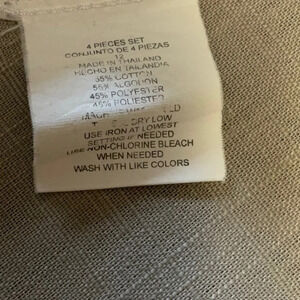 4 PIECES SET
CONJUNTO DE 4 PIEZAS
12
MADE IN THAILAND
HECHO EN TAILANDIA
55% COTTON
55% ALGODON
45% POLYESTER
45% POLIESTER
DRY LOW
USE IRON AT LOWEST
SETTING IF NEEDED
USE NON-CHLORINE BLEACH
WHEN NEEDED
WASH WITH LIKE COLORS